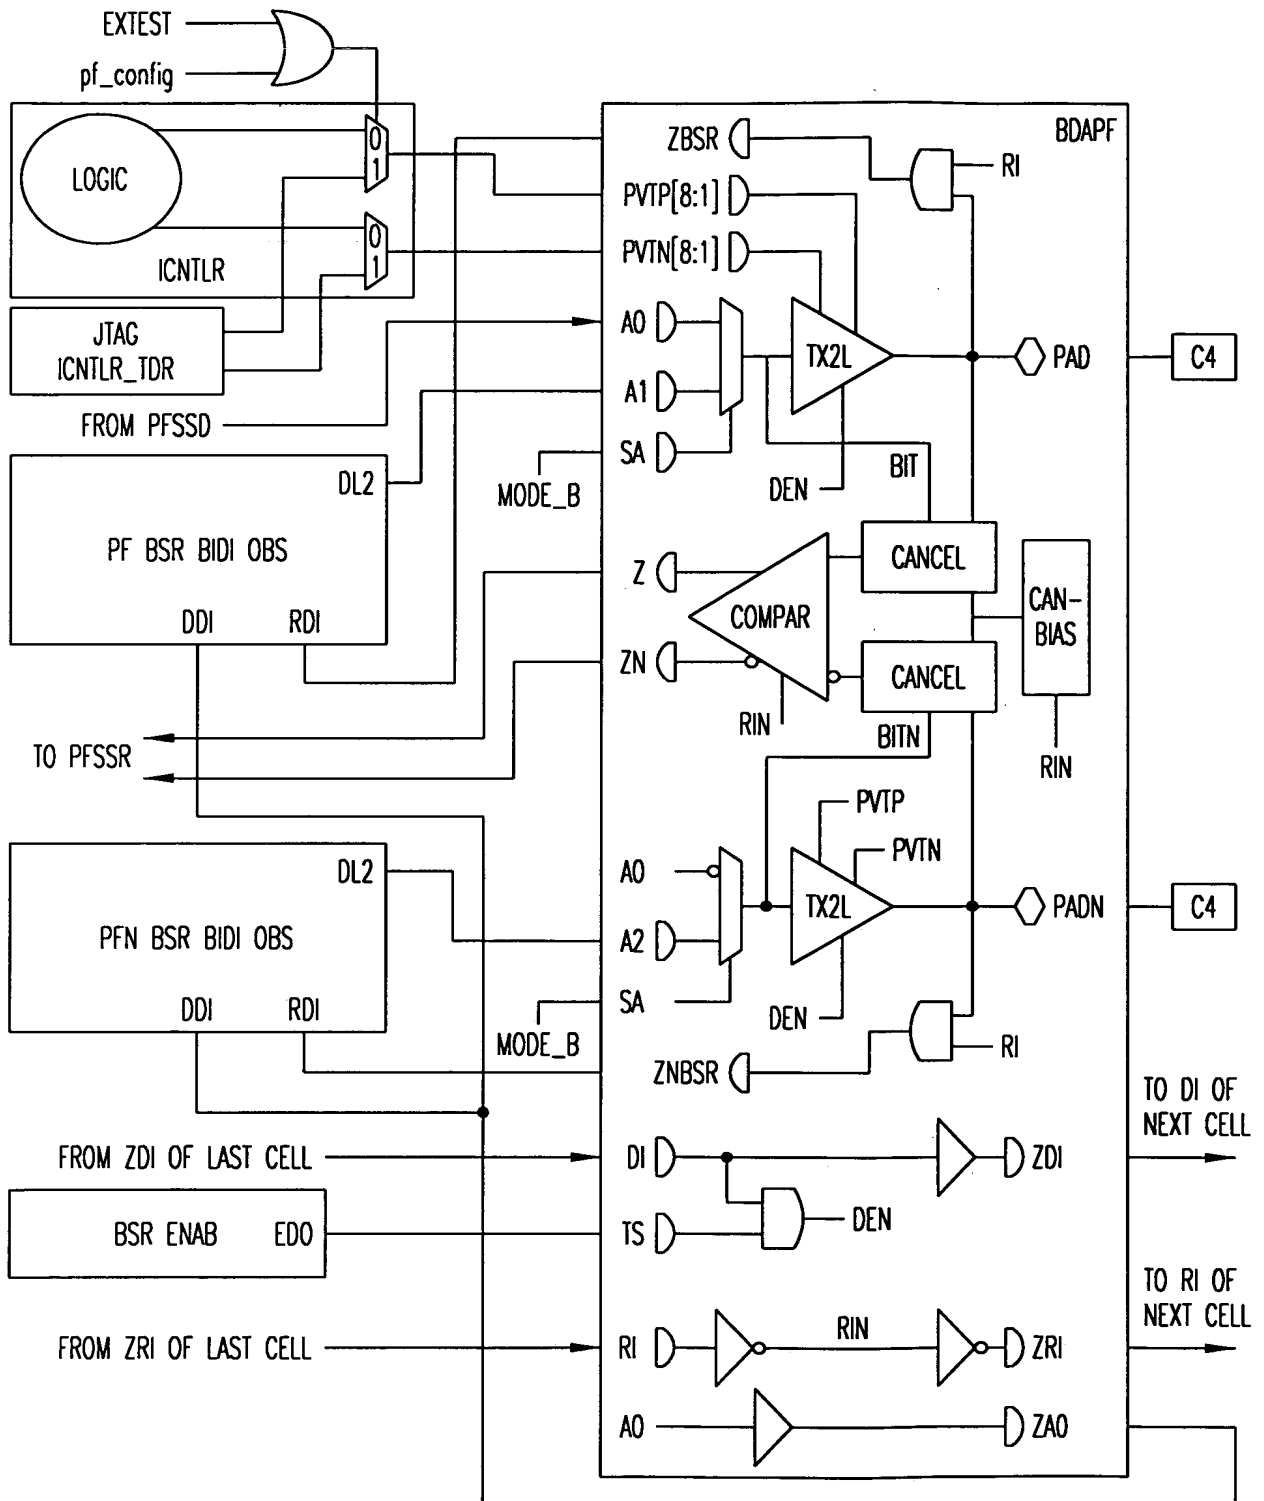 EXTEST
pf_config
LOGIC
0
1
0
1
ICNTLR
JTAG
ICNTLR_TDR
FROM PFSSD
DL2
PF BSR BIDI OBS
DDI
RDI
MODE_B
TO PFSSR
DL2
PFN BSR BIDI OBS
DDI
RDI
MODE_B
FROM ZDI OF LAST CELL
BSR ENAB
EDO
FROM ZRI OF LAST CELL
BDAPF
ZBSR
RI
PVTP[8:1]
PVTN[8:1]
A0
TX2L
PAD
C4
A1
SA
DEN
BIT
CANCEL
Z
COMPAR
CAN-
BIAS
ZN
CANCEL
RIN
BITN
RIN
PVTP
PVTN
A0
TX2L
PADN
C4
A2
SA
DEN
RI
ZNBSR
DI
ZDI
TO DI OF
NEXT CELL
TS
DEN
RI
RIN
ZRI
TO RI OF
NEXT CELL
A0
ZA0